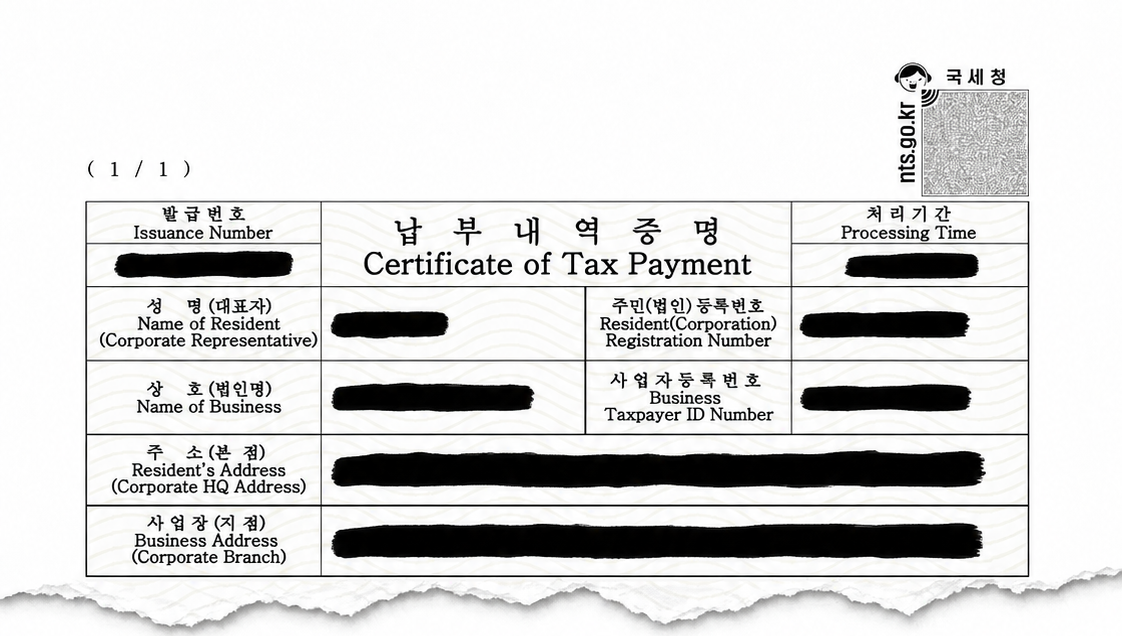 국세청
nts.go.kr
( 1 / 1 )
발급번호
Issuance Number
납부내역증명
Certificate of Tax Payment
처리기간
Processing Time
성 명 (대표자)
Name of Resident
(Corporate Representative)
주민(법인)등록번호
Resident(Corporation)
Registration Number
상 호 (법인명)
Name of Business
사업자등록번호
Business
Taxpayer ID Number
주 소 (본 점)
Resident's Address
(Corporate HQ Address)
사업장 (지 점)
Business Address
(Corporate Branch)